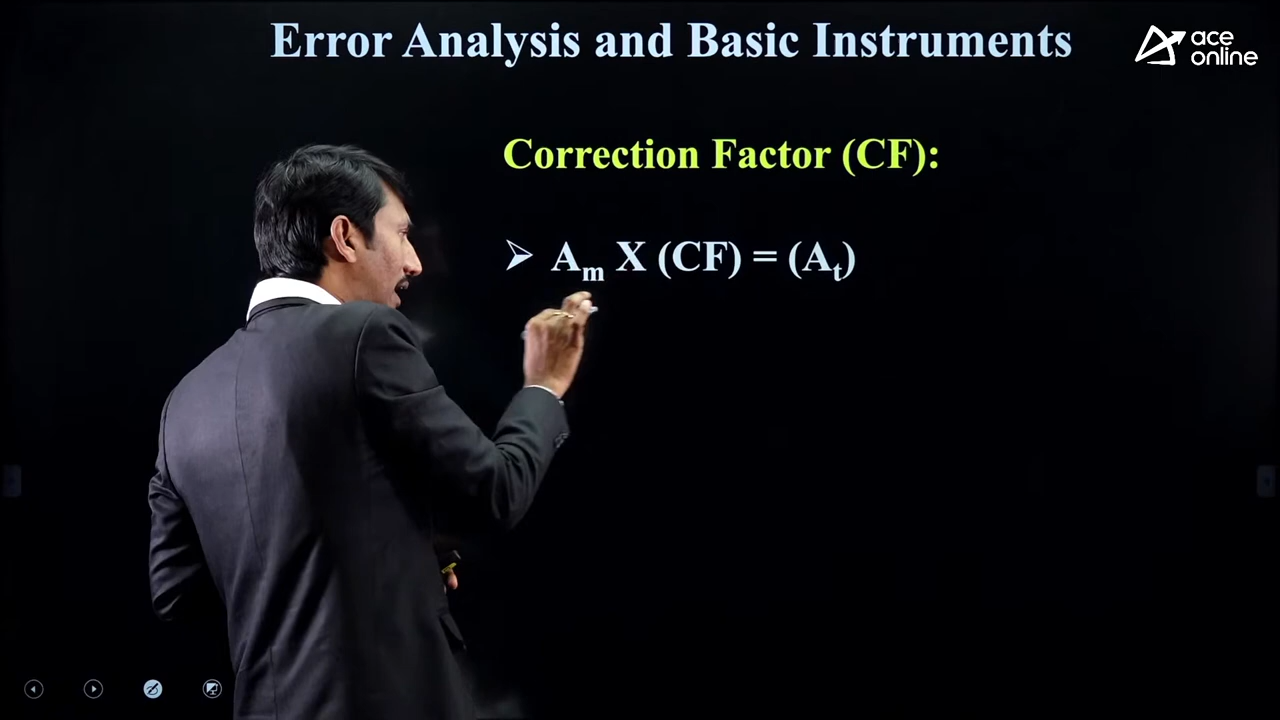 Error Analysis and Basic Instruments
ace
online
Correction Factor (CF):
➢ Aₘ X (CF) = (Aₜ)